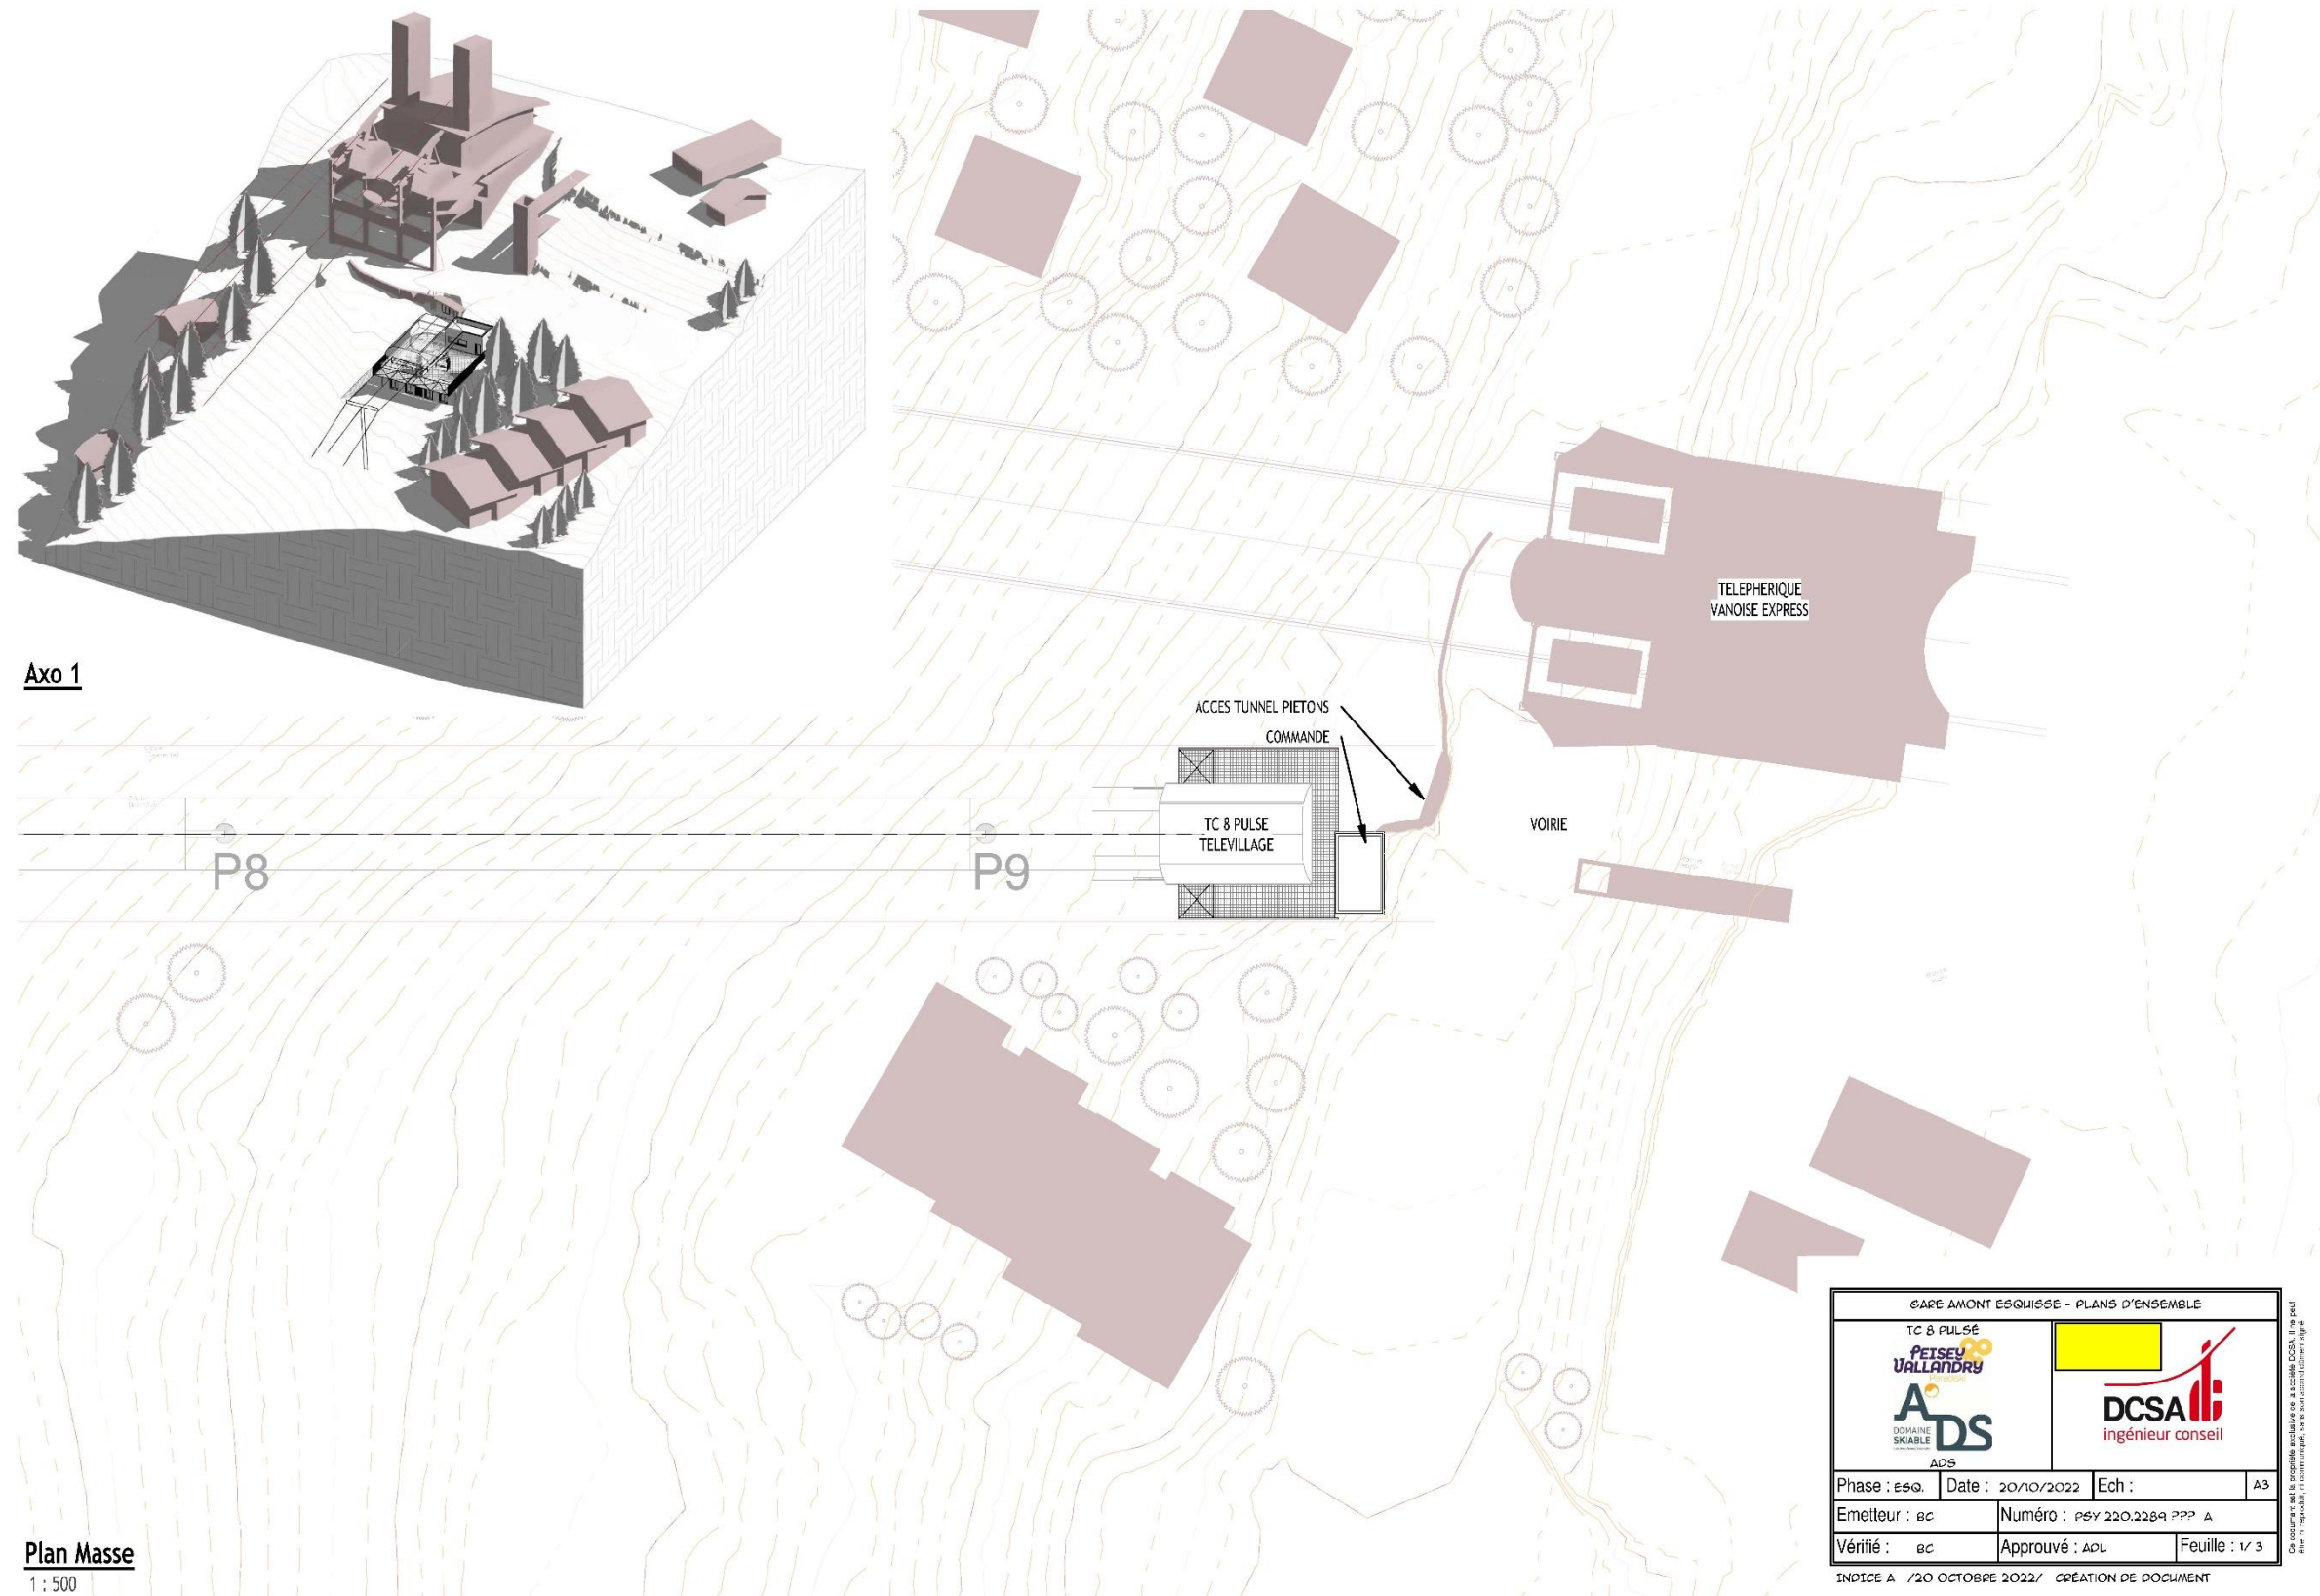 Axo 1
TELEPHERIQUE
VANOISE EXPRESS
ACCES TUNNEL PIETONS
COMMANDE
TC 8 PULSE
TELEVILLAGE
VOIRIE
P8
P9
Plan Masse
1 : 500
GARE AMONT ESQUISSE - PLANS D'ENSEMBLE
TC 8 PULSÉ
PEISEY
VALLANDRY
Paradiski
ADS
DOMAINE
SKIABLE
ADS
DCSA
ingénieur conseil
Phase : ESQ. Date : 20/10/2022 Ech : A3
Emetteur : BC Numéro : PSY 220.2289 ??? A
Vérifié : BC Approuvé : ADL Feuille : 1/ 3
INDICE A /20 OCTOBRE 2022/ CRÉATION DE DOCUMENT